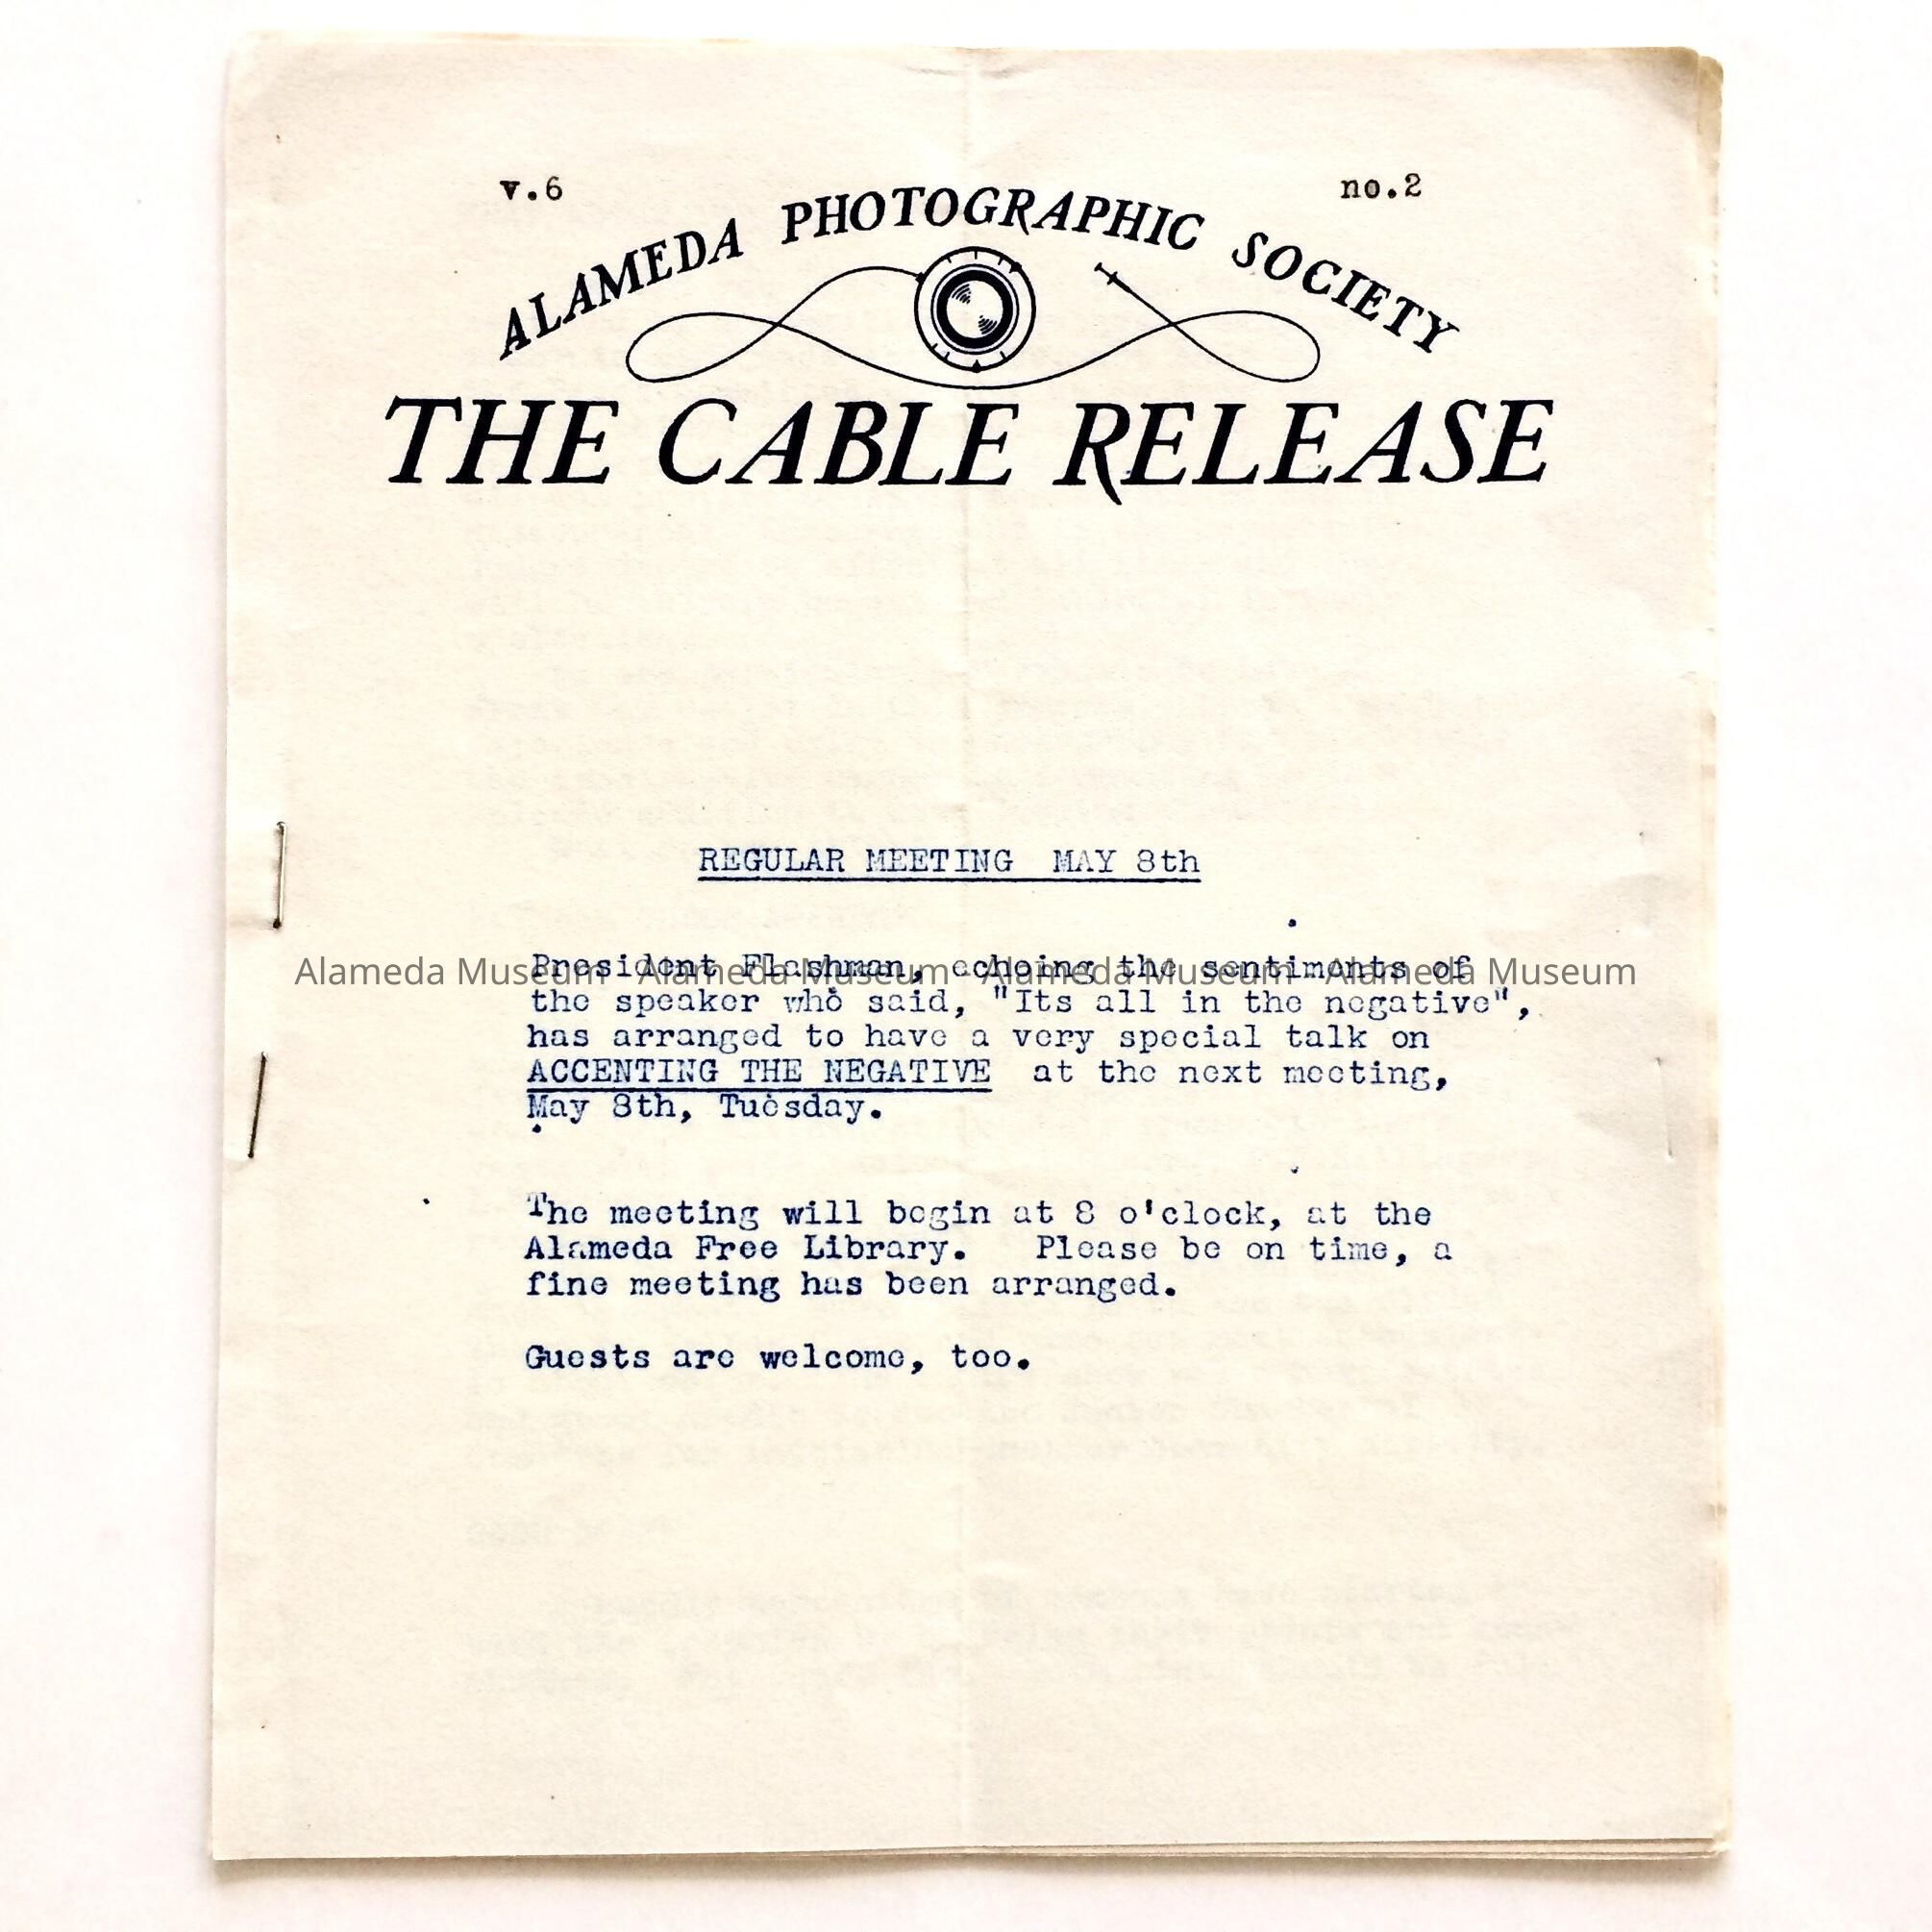 v.6 no.2
ALAMEDA PHOTOGRAPHIC SOCIETY
THE CABLE RELEASE
REGULAR MEETING MAY 8th
President Flashman, echoing the sentiments of
the speaker who said, "Its all in the negative",
has arranged to have a very special talk on
ACCENTING THE NEGATIVE at the next meeting,
May 8th, Tuesday.
The meeting will begin at 8 o'clock, at the
Alameda Free Library. Please be on time, a
fine meeting has been arranged.
Guests are welcome, too.
Alameda Museum - Alameda Museum - Alameda Museum - Alameda Museum